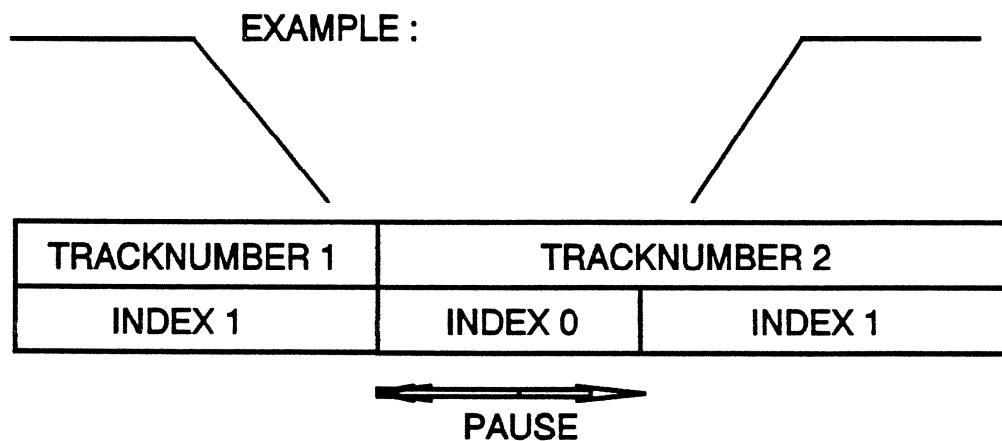 EXAMPLE :
TRACKNUMBER 1 TRACKNUMBER 2
INDEX 1 INDEX 0 INDEX 1
PAUSE